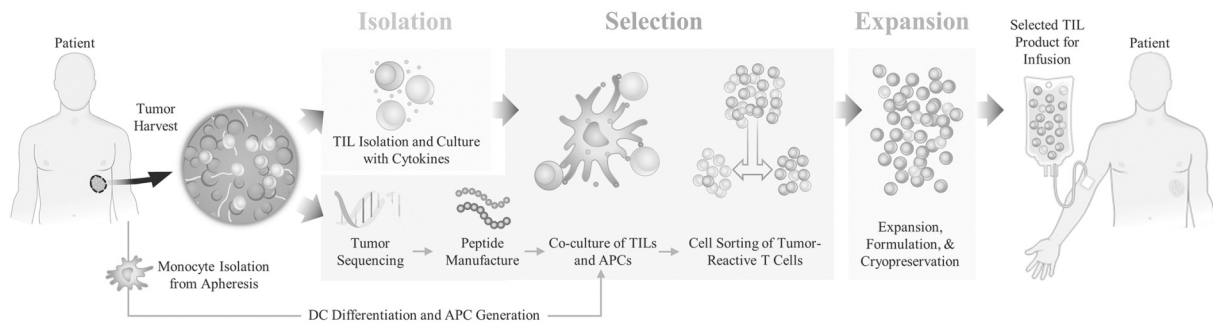 Isolation
Selection
Expansion
Patient
Tumor
Harvest
TIL Isolation and Culture
with Cytokines
Tumor
Sequencing
Peptide
Manufacture
Co-culture of TILs
and APCs
Cell Sorting of Tumor-
Reactive T Cells
Expansion,
Formulation, &
Cryopreservation
Selected TIL
Product for
Infusion
Patient
Monocyte Isolation
from Apheresis
DC Differentiation and APC Generation